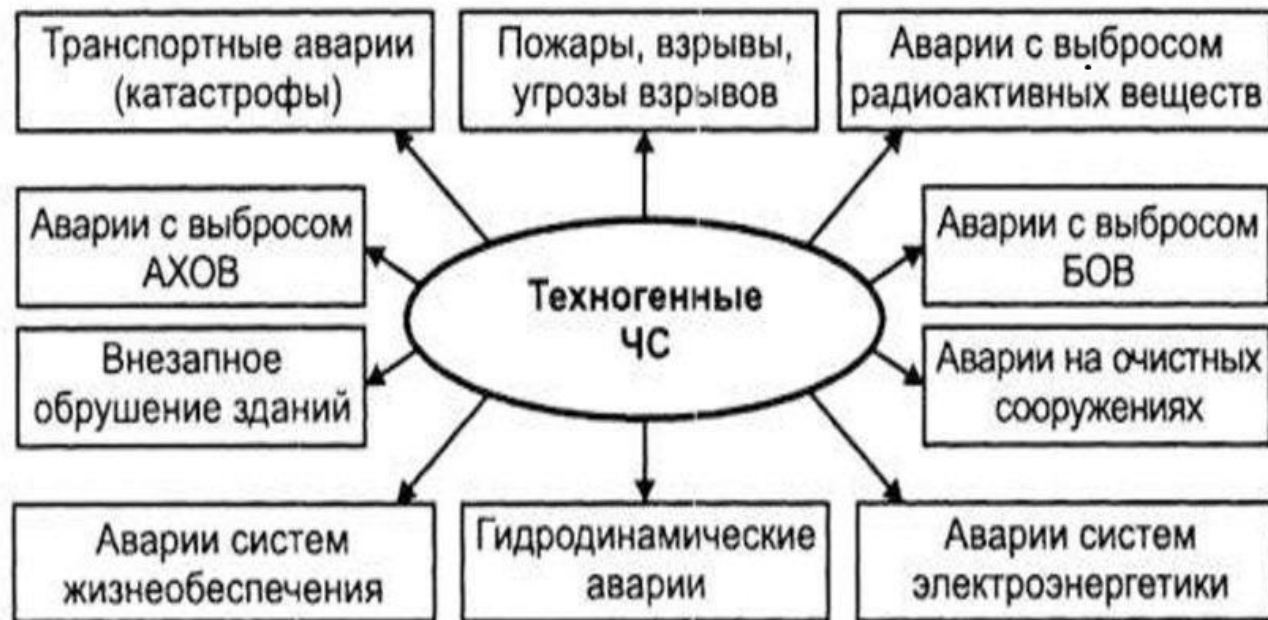 Транспортные аварии
(катастрофы)
Пожары, взрывы,
угрозы взрывов
Аварии с выбросом
радиоактивных веществ
Аварии с выбросом
АХОВ
Аварии с выбросом
БОВ
Техногенные
ЧС
Внезапное
обрушение зданий
Аварии на очистных
сооружениях
Аварии систем
жизнеобеспечения
Гидродинамические
аварии
Аварии систем
электроэнергетики